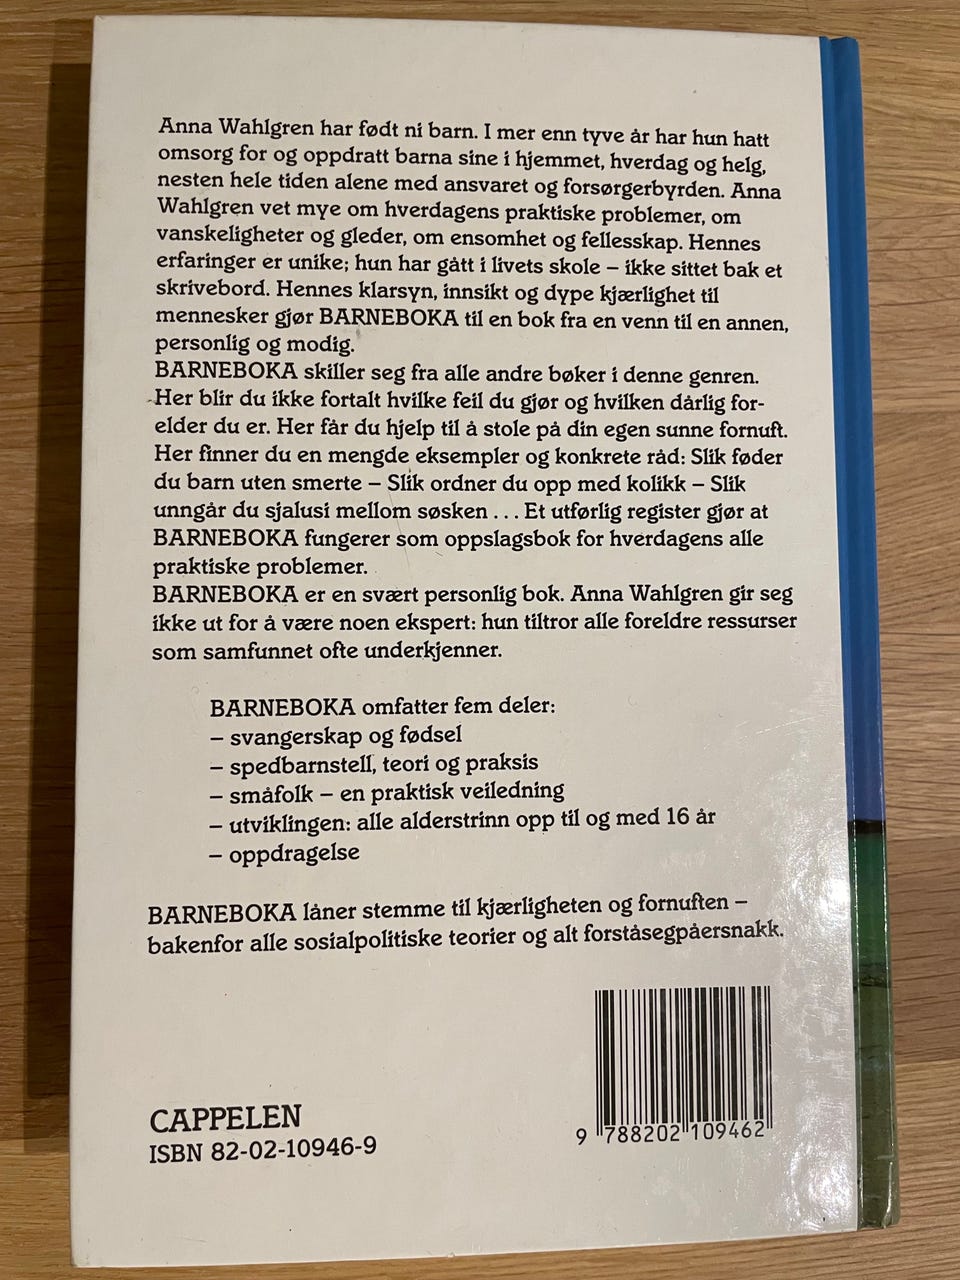 Anna Wahlgren har født ni barn. I mer enn tyve år har hun hatt
omsorg for og oppdratt barna sine i hjemmet, hverdag og helg,
nesten hele tiden alene med ansvaret og forsørgerbyrden. Anna
Wahlgren vet mye om hverdagens praktiske problemer, om
vanskeligheter og gleder, om ensomhet og fellesskap. Hennes
erfaringer er unike; hun har gått i livets skole – ikke sittet bak et
skrivebord. Hennes klarsyn, innsikt og dype kjærlighet til
mennesker gjør BARNEBOKA til en bok fra en venn til en annen,
personlig og modig.
BARNEBOKA skiller seg fra alle andre bøker i denne genren.
Her blir du ikke fortalt hvilke feil du gjør og hvilken dårlig for-
elder du er. Her får du hjelp til å stole på din egen sunne fornuft.
Her finner du en mengde eksempler og konkrete råd: Slik føder
du barn uten smerte – Slik ordner du opp med kolikk – Slik
unngår du sjalusi mellom søsken . . . Et utførlig register gjør at
BARNEBOKA fungerer som oppslagsbok for hverdagens alle
praktiske problemer.
BARNEBOKA er en svært personlig bok. Anna Wahlgren gir seg
ikke ut for å være noen ekspert: hun tiltror alle foreldre ressurser
som samfunnet ofte underkjenner.
BARNEBOKA omfatter fem deler:
– svangerskap og fødsel
– spedbarnstell, teori og praksis
– småfolk – en praktisk veiledning
– utviklingen: alle alderstrinn opp til og med 16 år
– oppdragelse
BARNEBOKA låner stemme til kjærligheten og fornuften –
bakenfor alle sosialpolitiske teorier og alt forståsegpåersnakk.
CAPPELEN
ISBN 82-02-10946-9
9 788202 109462